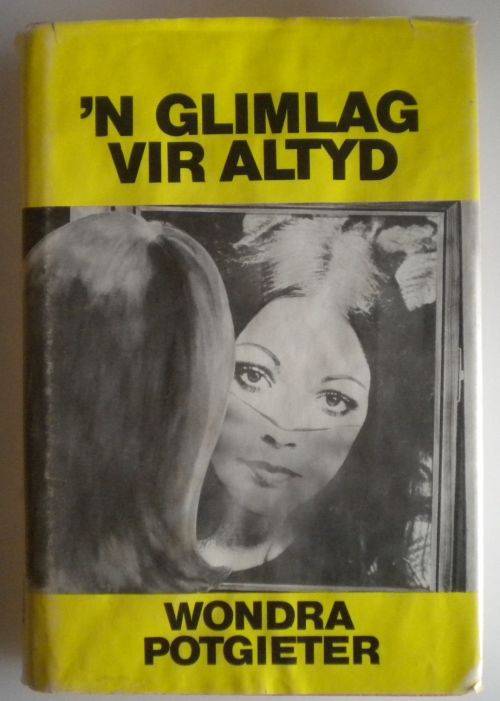 'N GLIMLAG
VIR ALTYD
WONDRA
POTGIETER